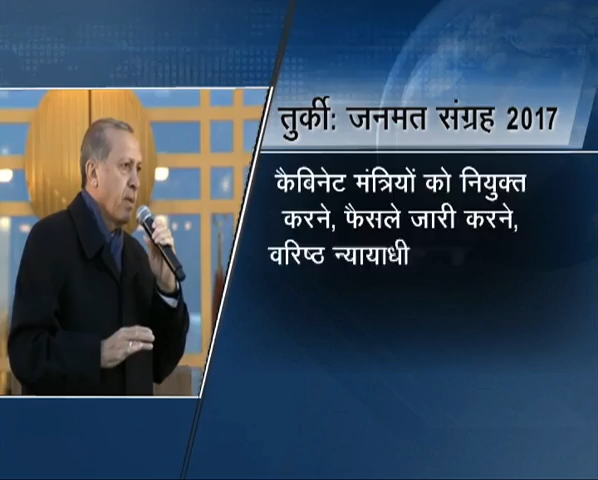 तुर्की: जनमत संग्रह 2017
कैबिनेट मंत्रियों को नियुक्त
करने, फैसले जारी करने,
वरिष्ठ न्यायाधी